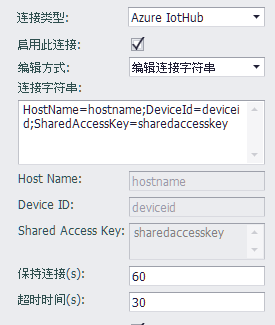 连接类型: Azure IotHub
启用此连接:
编辑方式: 编辑连接字符串
连接字符串:
HostName=hostname;DeviceId=devicei
d;SharedAccessKey=sharedaccesskey
Host Name: hostname
Device ID: deviceid
Shared Access Key: sharedaccesskey
保持连接(s): 60
超时时间(s): 30